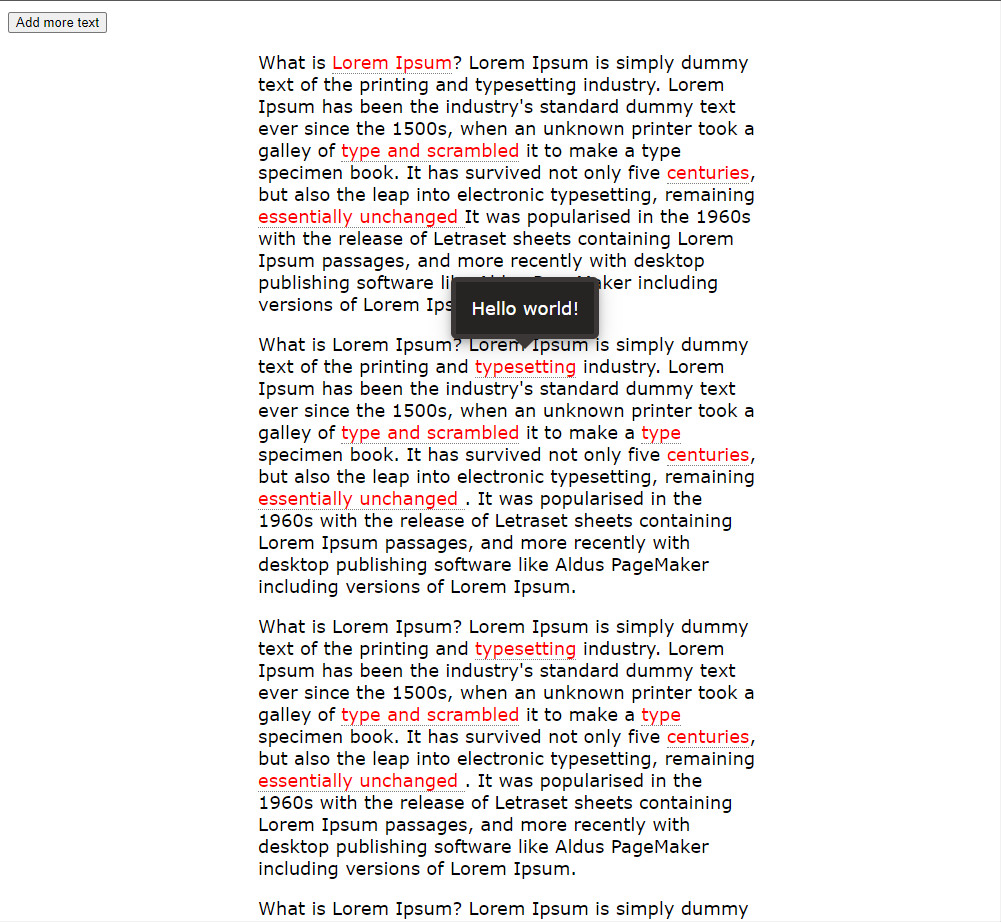 Add more text
What is Lorem Ipsum? Lorem Ipsum is simply dummy
text of the printing and typesetting industry. Lorem
Ipsum has been the industry's standard dummy text
ever since the 1500s, when an unknown printer took a
galley of type and scrambled it to make a type
specimen book. It has survived not only five centuries,
but also the leap into electronic typesetting, remaining
essentially unchanged It was popularised in the 1960s
with the release of Letraset sheets containing Lorem
Ipsum passages, and more recently with desktop
publishing software including
versions of Lorem
Hello world!
What is Lorem Ipsum? Lorem Ipsum is simply dummy
text of the printing and typesetting industry. Lorem
Ipsum has been the industry's standard dummy text
ever since the 1500s, when an unknown printer took a
galley of type and scrambled it to make a type
specimen book. It has survived not only five centuries,
but also the leap into electronic typesetting, remaining
essentially unchanged . It was popularised in the
1960s with the release of Letraset sheets containing
Lorem Ipsum passages, and more recently with
desktop publishing software like Aldus PageMaker
including versions of Lorem Ipsum.
What is Lorem Ipsum? Lorem Ipsum is simply dummy
text of the printing and typesetting industry. Lorem
Ipsum has been the industry's standard dummy text
ever since the 1500s, when an unknown printer took a
galley of type and scrambled it to make a type
specimen book. It has survived not only five centuries,
but also the leap into electronic typesetting, remaining
essentially unchanged . It was popularised in the
1960s with the release of Letraset sheets containing
Lorem Ipsum passages, and more recently with
desktop publishing software like Aldus PageMaker
including versions of Lorem Ipsum.
What is Lorem Ipsum? Lorem Ipsum is simply dummy